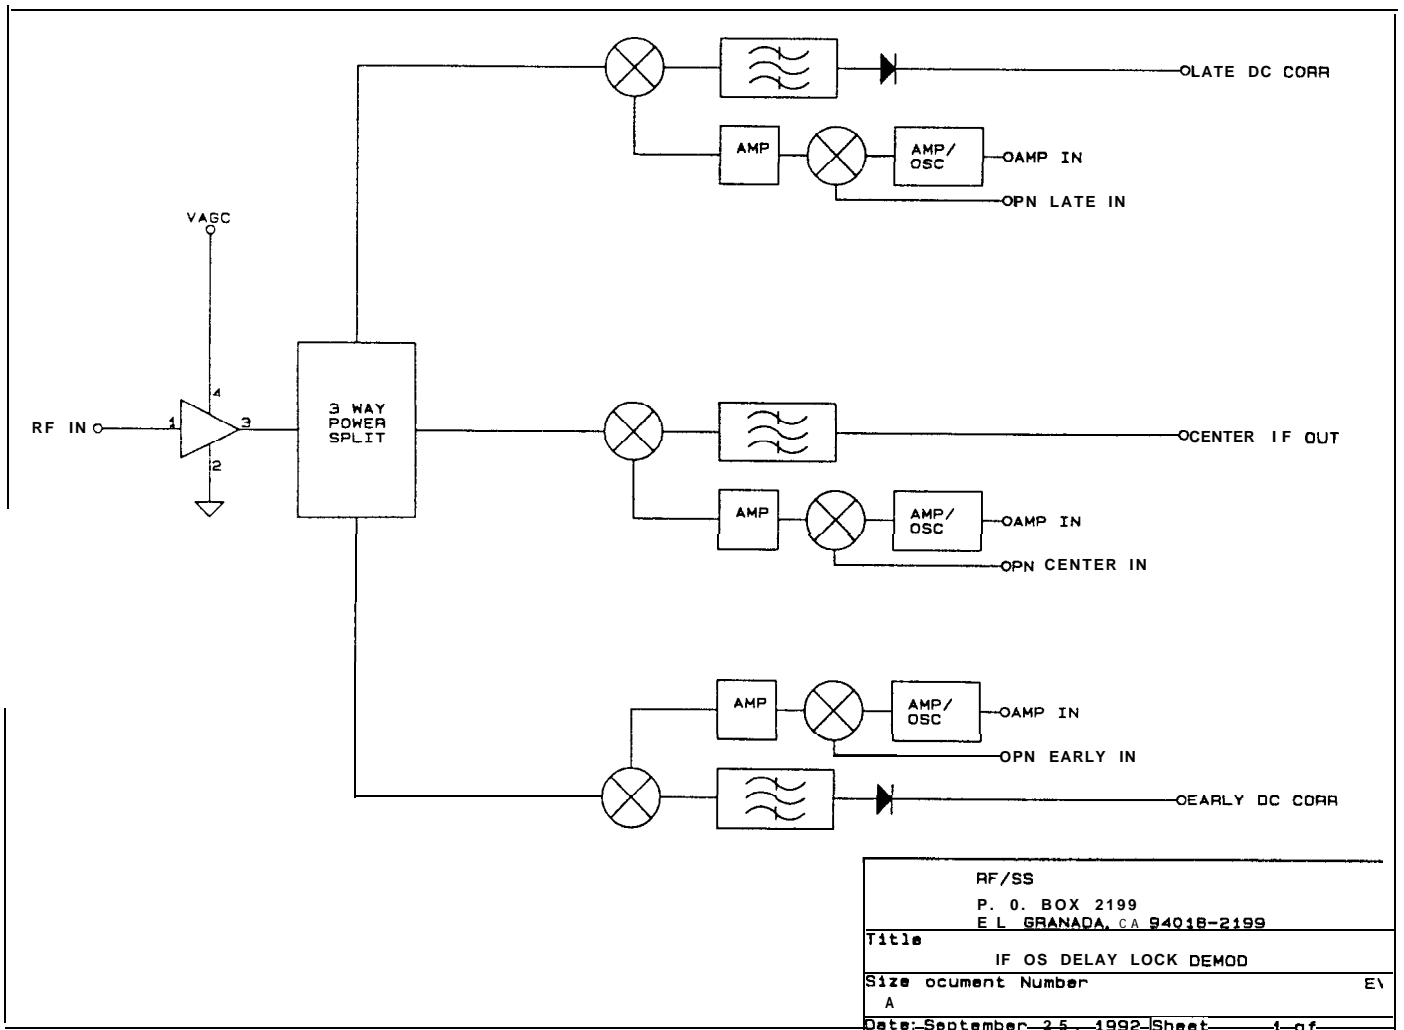 LATE DC CORR
AMP
AMP/
OSC
AMP IN
PN LATE IN
VAGC
4
RF IN
1
3
2
3 WAY
POWER
SPLIT
CENTER IF OUT
AMP
AMP/
OSC
AMP IN
PN CENTER IN
AMP
AMP/
OSC
AMP IN
PN EARLY IN
EARLY DC CORR
RF/SS
P. O. BOX 2199
EL GRANADA, CA 94018-2199
Title
IF OS DELAY LOCK DEMOD
Size ocument Number
A
Date: September 25, 1992 Sheet 1 of